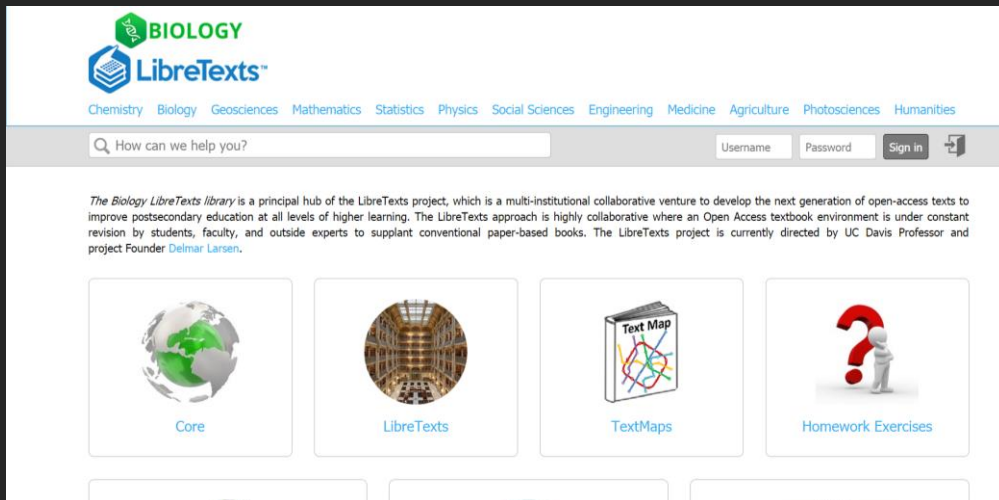 BIOLOGY
LibreTexts™
Chemistry Biology Geosciences Mathematics Statistics Physics Social Sciences Engineering Medicine Agriculture Photosciences Humanities
How can we help you? Username Password Sign in
The Biology LibreTexts library is a principal hub of the LibreTexts project, which is a multi-institutional collaborative venture to develop the next generation of open-access texts to
improve postsecondary education at all levels of higher learning. The LibreTexts approach is highly collaborative where an Open Access textbook environment is under constant
revision by students, faculty, and outside experts to supplant conventional paper-based books. The LibreTexts project is currently directed by UC Davis Professor and
project Founder Delmar Larsen.
Text Map
Core LibreTexts TextMaps Homework Exercises